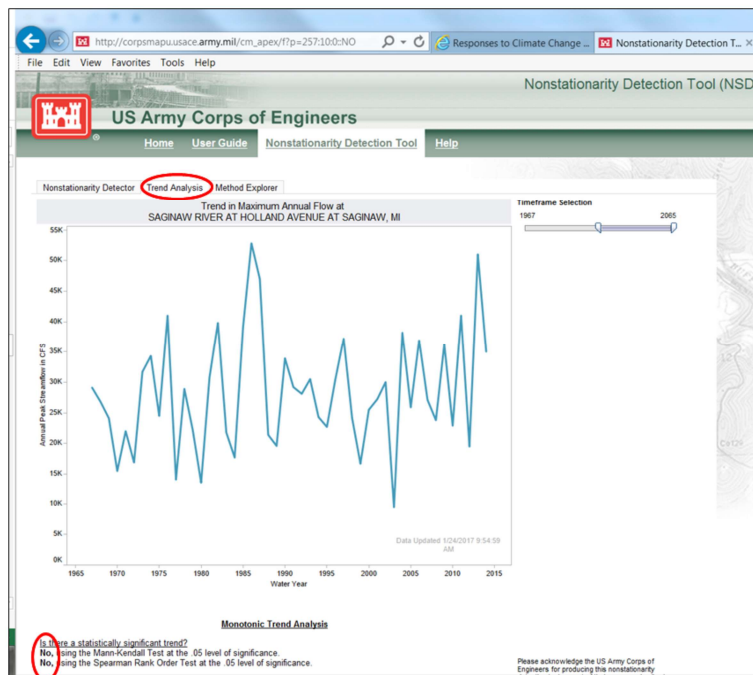 http://corpsmapu.usace.army.mil/cm_apex/f?p=257:10:0::NO
Responses to Climate Change ...
Nonstationarity Detection T...
File Edit View Favorites Tools Help
Nonstationarity Detection Tool (NSD
US Army Corps of Engineers
®
Home User Guide Nonstationarity Detection Tool Help
Nonstationarity Detector Trend Analysis Method Explorer
Trend in Maximum Annual Flow at
SAGINAW RIVER AT HOLLAND AVENUE AT SAGINAW, MI
Timeframe Selection
1967 2065
55K
50K
45K
40K
35K
30K
25K
20K
15K
10K
5K
0K
Annual Peak Streamflow in CFS
Data Updated 1/24/2017 9:54:59
AM
1965 1970 1975 1980 1985 1990 1995 2000 2005 2010 2015
Water Year
Monotonic Trend Analysis
Is there a statistically significant trend?
No, using the Mann-Kendall Test at the .05 level of significance.
No, using the Spearman Rank Order Test at the .05 level of significance.
Please acknowledge the US Army Corps of
Engineers for producing this nonstationarity